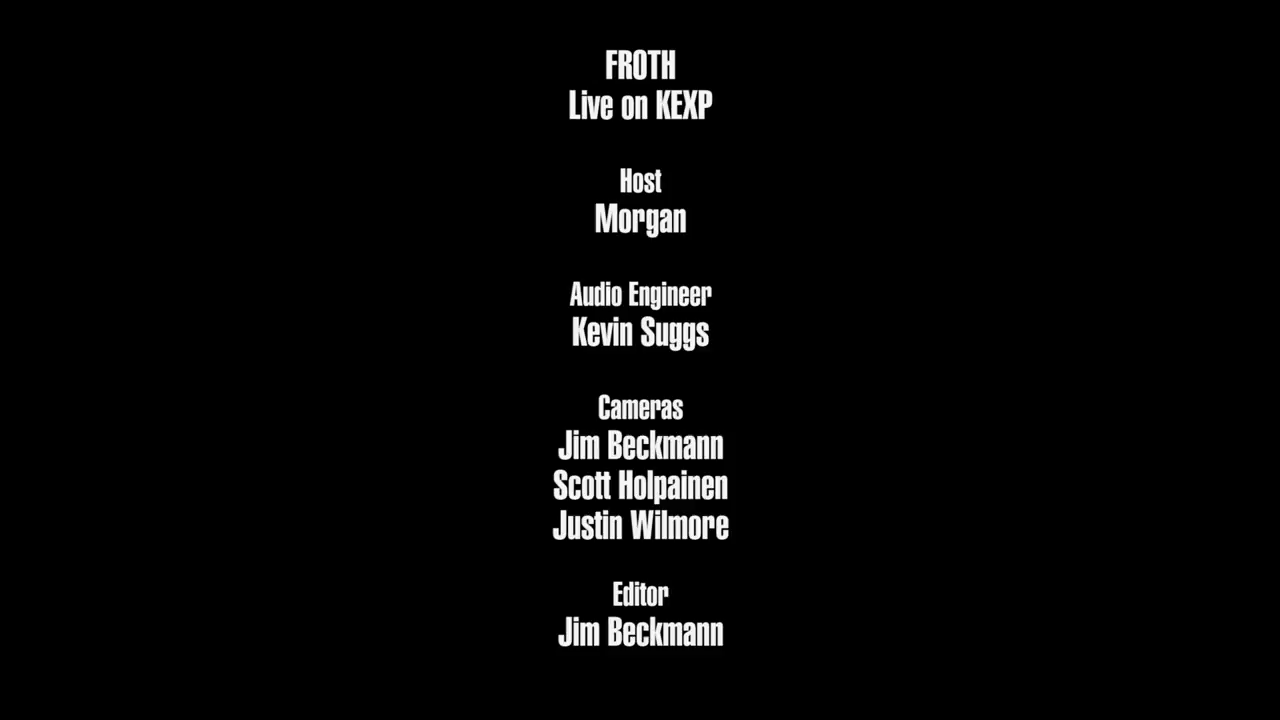 FROTH
Live on KEXP
Host
Morgan
Audio Engineer
Kevin Suggs
Cameras
Jim Beckmann
Scott Holpainen
Justin Wilmore
Editor
Jim Beckmann